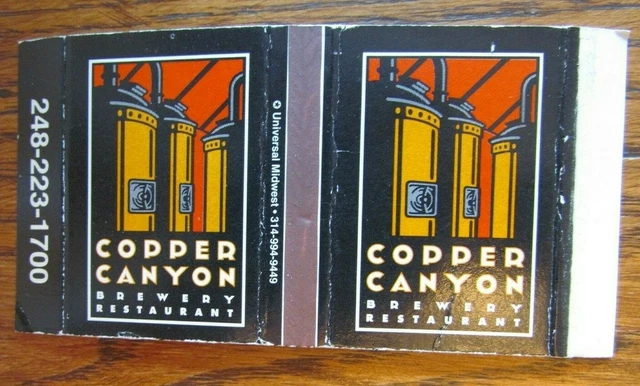 248-223-1700
COPPER
CANYON
BREWERY
RESTAURANT
✪ Universal Midwest • 314-994-9449
COPPER
CANYON
BREWERY
RESTAURANT